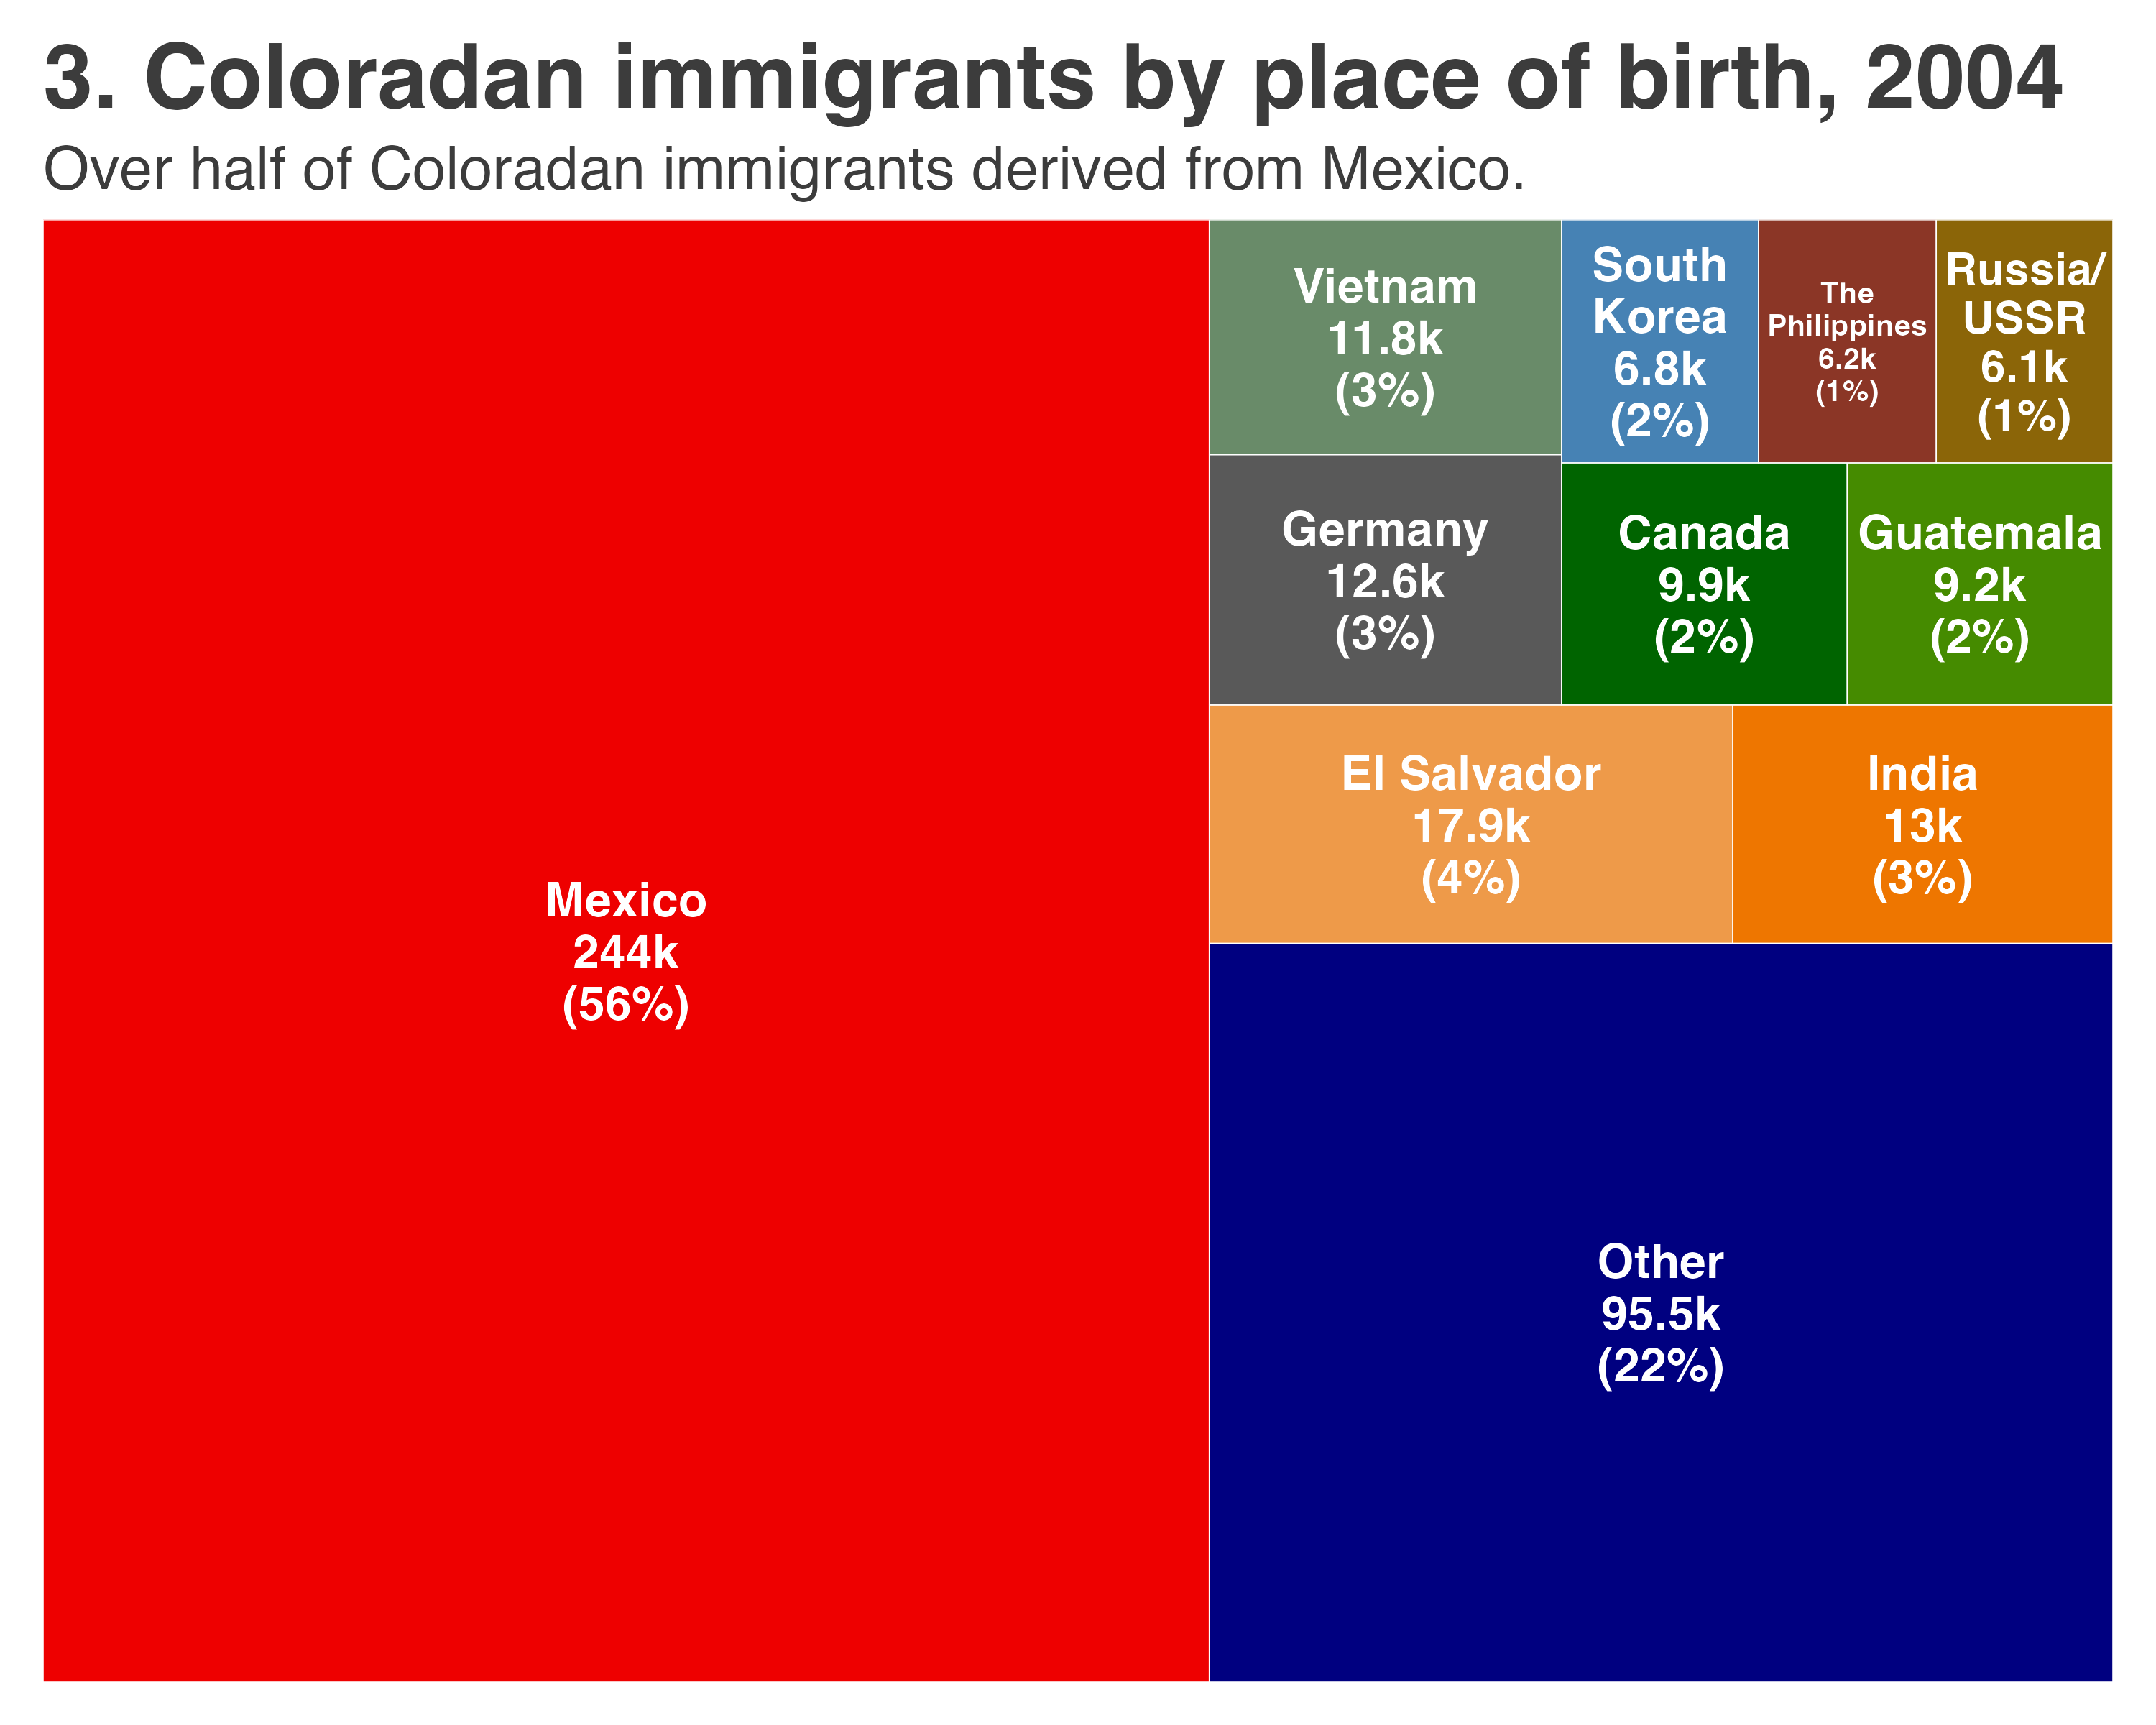 3. Coloradan immigrants by place of birth, 2004
Over half of Coloradan immigrants derived from Mexico.
Mexico
244k
(56%)
Vietnam
11.8k
(3%)
South
Korea
6.8k
(2%)
The
Philippines
6.2k
(1%)
Russia/
USSR
6.1k
(1%)
Germany
12.6k
(3%)
Canada
9.9k
(2%)
Guatemala
9.2k
(2%)
El Salvador
17.9k
(4%)
India
13k
(3%)
Other
95.5k
(22%)